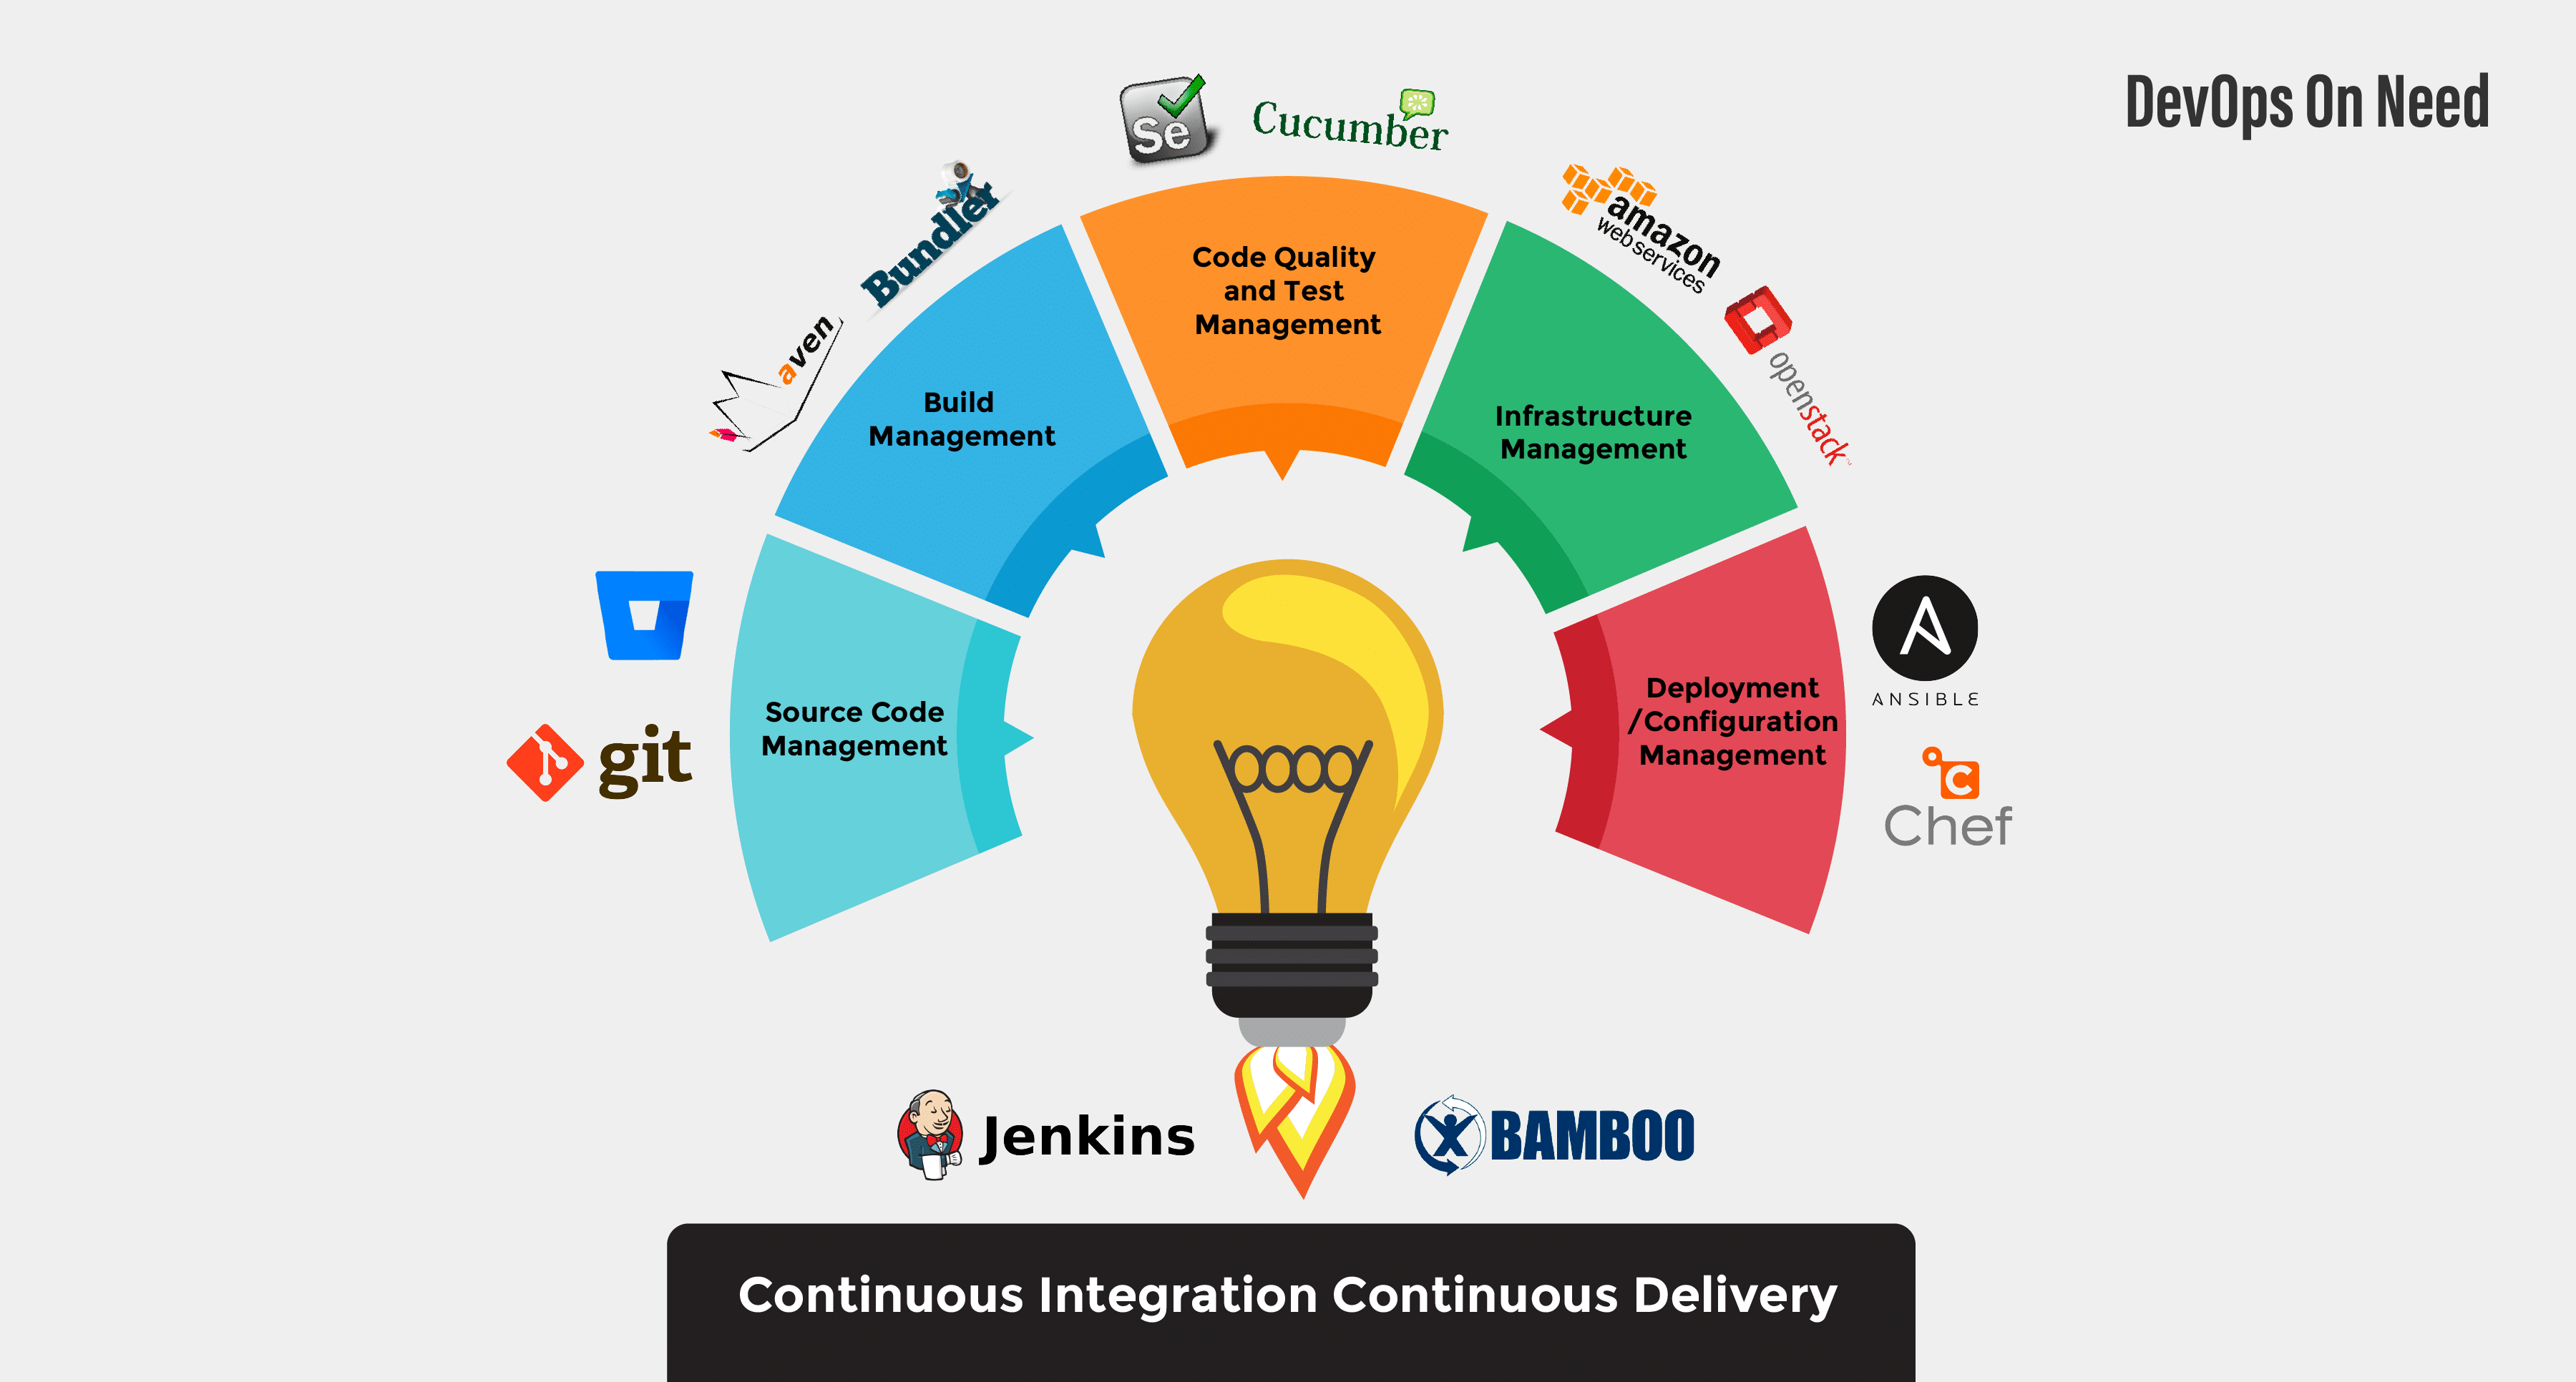 DevOps On Need
Se
Cucumber
Bundler
amazon
web services
aven
openstack
Code Quality
and Test
Management
Build
Management
Infrastructure
Management
git
Source Code
Management
Deployment
/Configuration
Management
ANSIBLE
C
Chef
Jenkins
BAMBOO
Continuous Integration Continuous Delivery